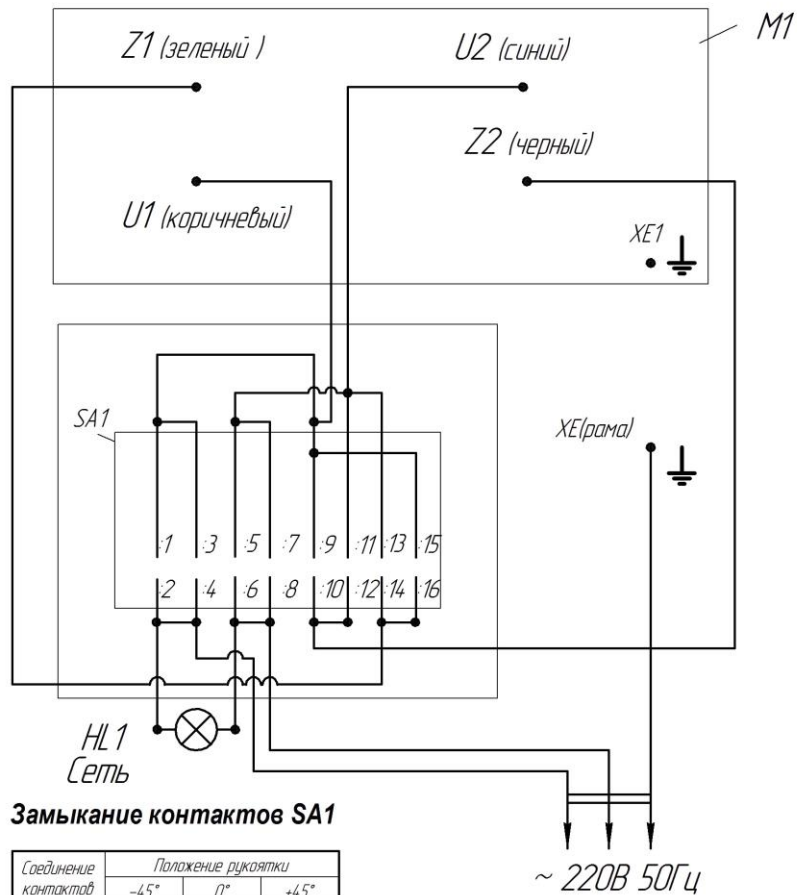 Z1 (зеленый )
U2 (синий)
M1
Z2 (черный)
U1 (коричневый)
XE1
SA1
XE(рама)
:1 :3 :5 :7 :9 :11 :13 :15
:2 :4 :6 :8 :10 :12 :14 :16
HL1
Сеть
Замыкание контактов SA1
~ 220В 50Гц
Соединение контактов
Положение рукоятки
-45° 0° +45°